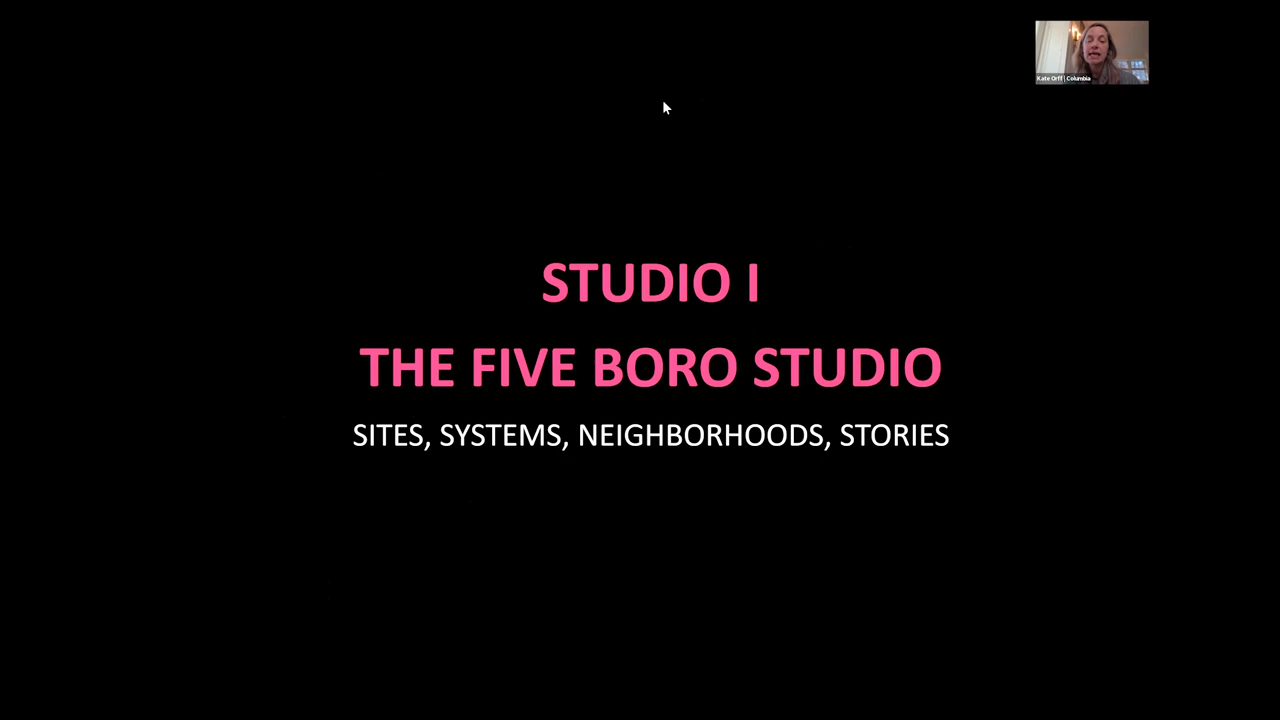 Kate Orff | Columbia
STUDIO I
THE FIVE BORO STUDIO
SITES, SYSTEMS, NEIGHBORHOODS, STORIES